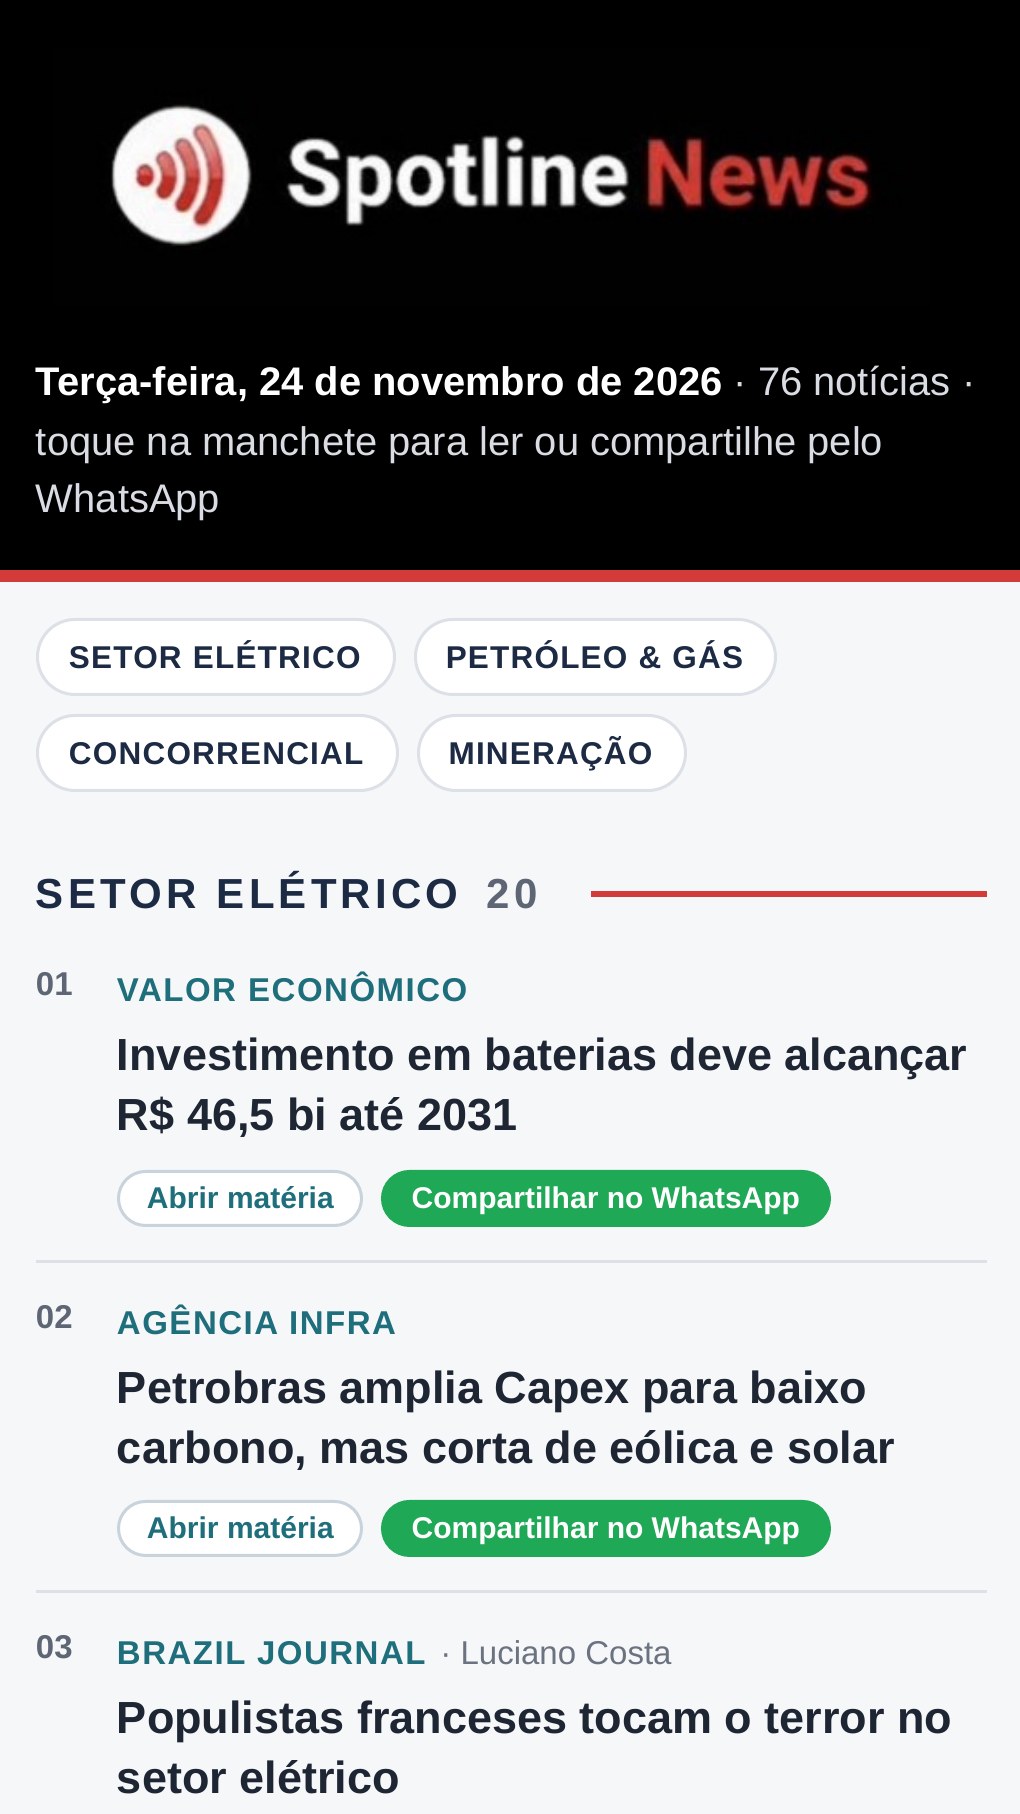 Spotline News
Terça-feira, 24 de novembro de 2026 · 76 notícias ·
toque na manchete para ler ou compartilhe pelo
WhatsApp
SETOR ELÉTRICO
PETRÓLEO & GÁS
CONCORRENCIAL
MINERAÇÃO
SETOR ELÉTRICO 20
01 VALOR ECONÔMICO
Investimento em baterias deve alcançar
R$ 46,5 bi até 2031
Abrir matéria
Compartilhar no WhatsApp
02 AGÊNCIA INFRA
Petrobras amplia Capex para baixo
carbono, mas corta de eólica e solar
Abrir matéria
Compartilhar no WhatsApp
03 BRAZIL JOURNAL · Luciano Costa
Populistas franceses tocam o terror no
setor elétrico